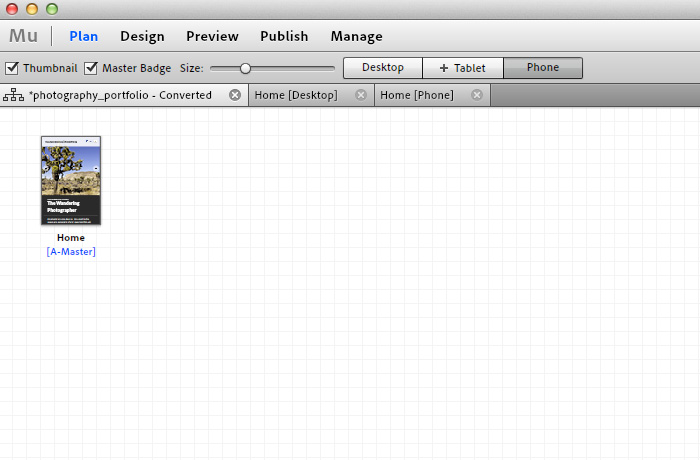 Mu Plan Design Preview Publish Manage
Thumbnail Master Badge Size: Desktop + Tablet Phone
*photography_portfolio - Converted Home [Desktop] Home [Phone]
The Wandering
Photographer
Home
[A-Master]